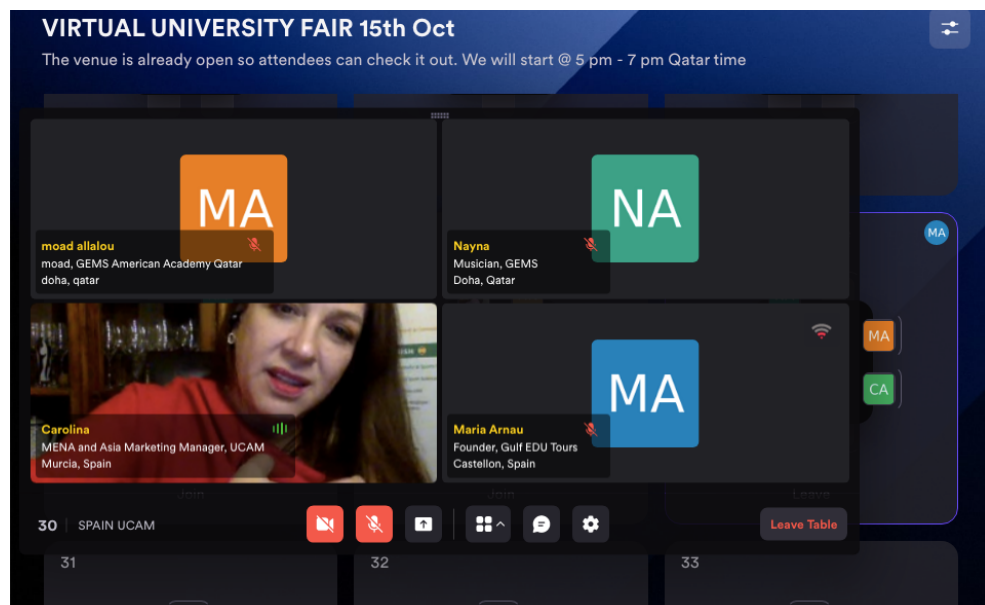 VIRTUAL UNIVERSITY FAIR 15th Oct
The venue is already open so attendees can check it out. We will start @ 5 pm - 7 pm Qatar time
MA
MA
moad allalou
moad, GEMS American Academy Qatar
doha, qatar
NA
Nayna
Musician, GEMS
Doha, Qatar
Carolina
MENA and Asia Marketing Manager, UCAM
Murcia, Spain
MA
Maria Arnau
Founder, Gulf EDU Tours
Castellon, Spain
MA
CA
Join
Join
Leave
30 | SPAIN UCAM
Leave Table
31
32
33